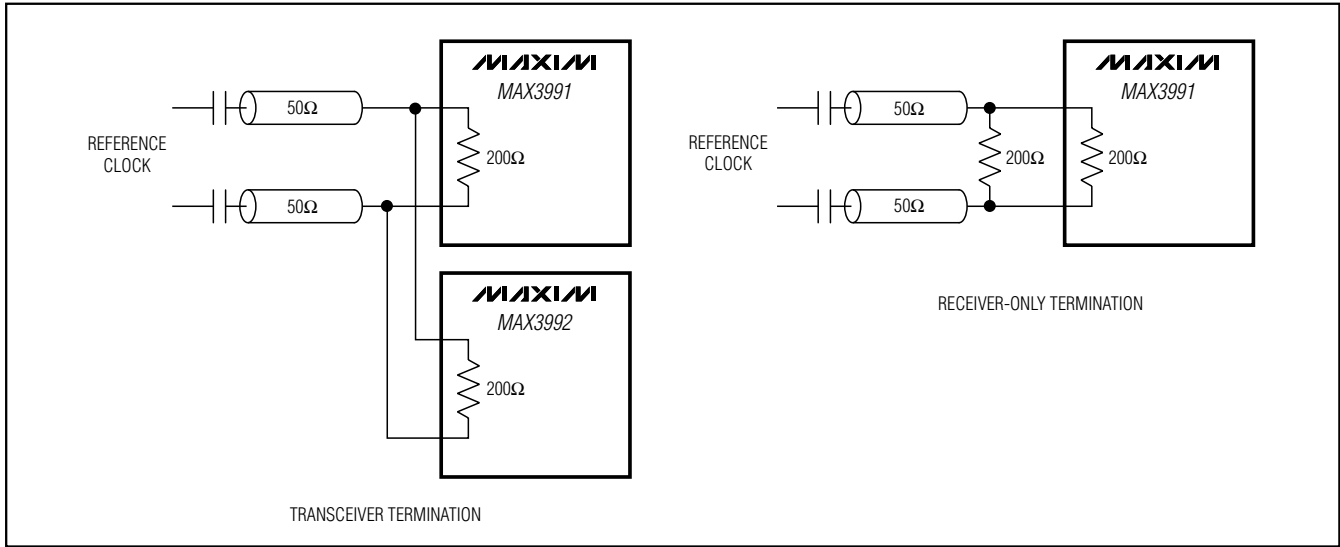 MAXIM
MAX3991
50Ω
REFERENCE
CLOCK
200Ω
50Ω
MAXIM
MAX3992
200Ω
TRANSCEIVER TERMINATION
MAXIM
MAX3991
50Ω
REFERENCE
CLOCK
200Ω
200Ω
50Ω
RECEIVER-ONLY TERMINATION